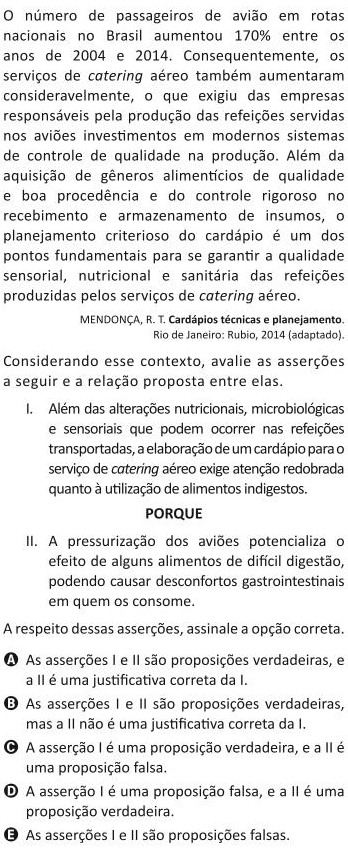 O número de passageiros de avião em rotas
nacionais no Brasil aumentou 170% entre os
anos de 2004 e 2014. Consequentemente, os
serviços de catering aéreo também aumentaram
consideravelmente, o que exigiu das empresas
responsáveis pela produção das refeições servidas
nos aviões investimentos em modernos sistemas
de controle de qualidade na produção. Além da
aquisição de gêneros alimentícios de qualidade
e boa procedência e do controle rigoroso no
recebimento e armazenamento de insumos, o
planejamento criterioso do cardápio é um dos
pontos fundamentais para se garantir a qualidade
sensorial, nutricional e sanitária das refeições
produzidas pelos serviços de catering aéreo.
MENDONÇA, R. T. Cardápios técnicas e planejamento.
Rio de Janeiro: Rubio, 2014 (adaptado).
Considerando esse contexto, avalie as asserções
a seguir e a relação proposta entre elas.
I. Além das alterações nutricionais, microbiológicas
e sensoriais que podem ocorrer nas refeições
transportadas, a elaboração de um cardápio para o
serviço de catering aéreo exige atenção redobrada
quanto à utilização de alimentos indigestos.
PORQUE
II. A pressurização dos aviões potencializa o
efeito de alguns alimentos de difícil digestão,
podendo causar desconfortos gastrointestinais
em quem os consome.
A respeito dessas asserções, assinale a opção correta.
A As asserções I e II são proposições verdadeiras, e
a II é uma justificativa correta da I.
B As asserções I e II são proposições verdadeiras,
mas a II não é uma justificativa correta da I.
C A asserção I é uma proposição verdadeira, e a II é
uma proposição falsa.
D A asserção I é uma proposição falsa, e a II é uma
proposição verdadeira.
E As asserções I e II são proposições falsas.